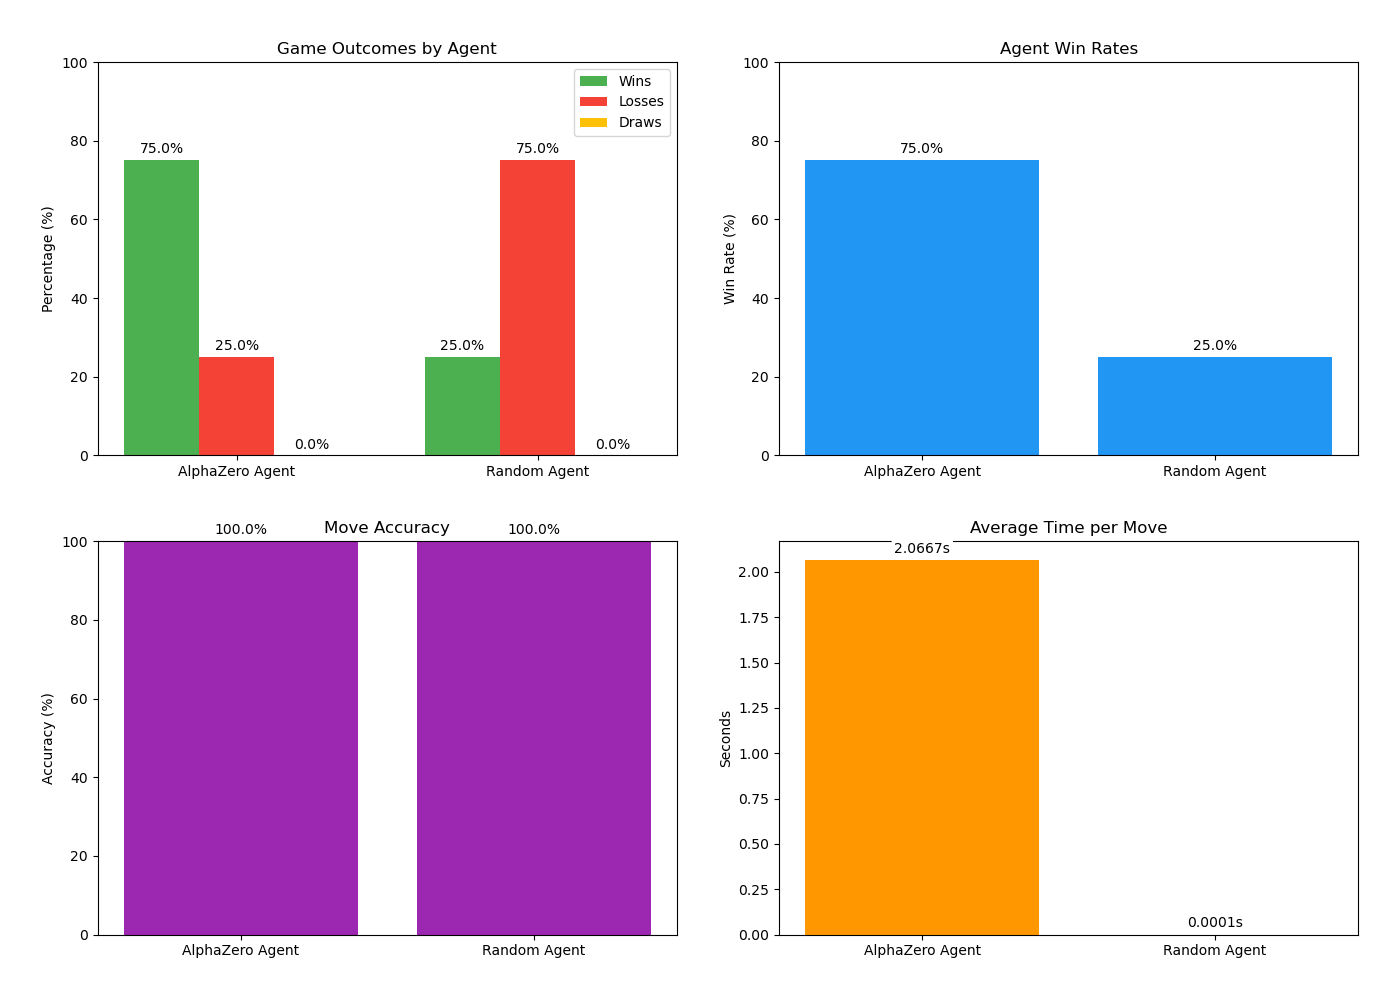 Game Outcomes by Agent
100
80
60
40
20
0
Percentage (%)
Wins
Losses
Draws
75.0%
25.0%
0.0%
25.0%
75.0%
0.0%
AlphaZero Agent
Random Agent
Agent Win Rates
100
80
60
40
20
0
Win Rate (%)
75.0%
25.0%
AlphaZero Agent
Random Agent
Move Accuracy
100.0%
100.0%
100
80
60
40
20
0
Accuracy (%)
AlphaZero Agent
Random Agent
Average Time per Move
2.0667s
2.00
1.75
1.50
1.25
1.00
0.75
0.50
0.25
0.00
Seconds
0.0001s
AlphaZero Agent
Random Agent